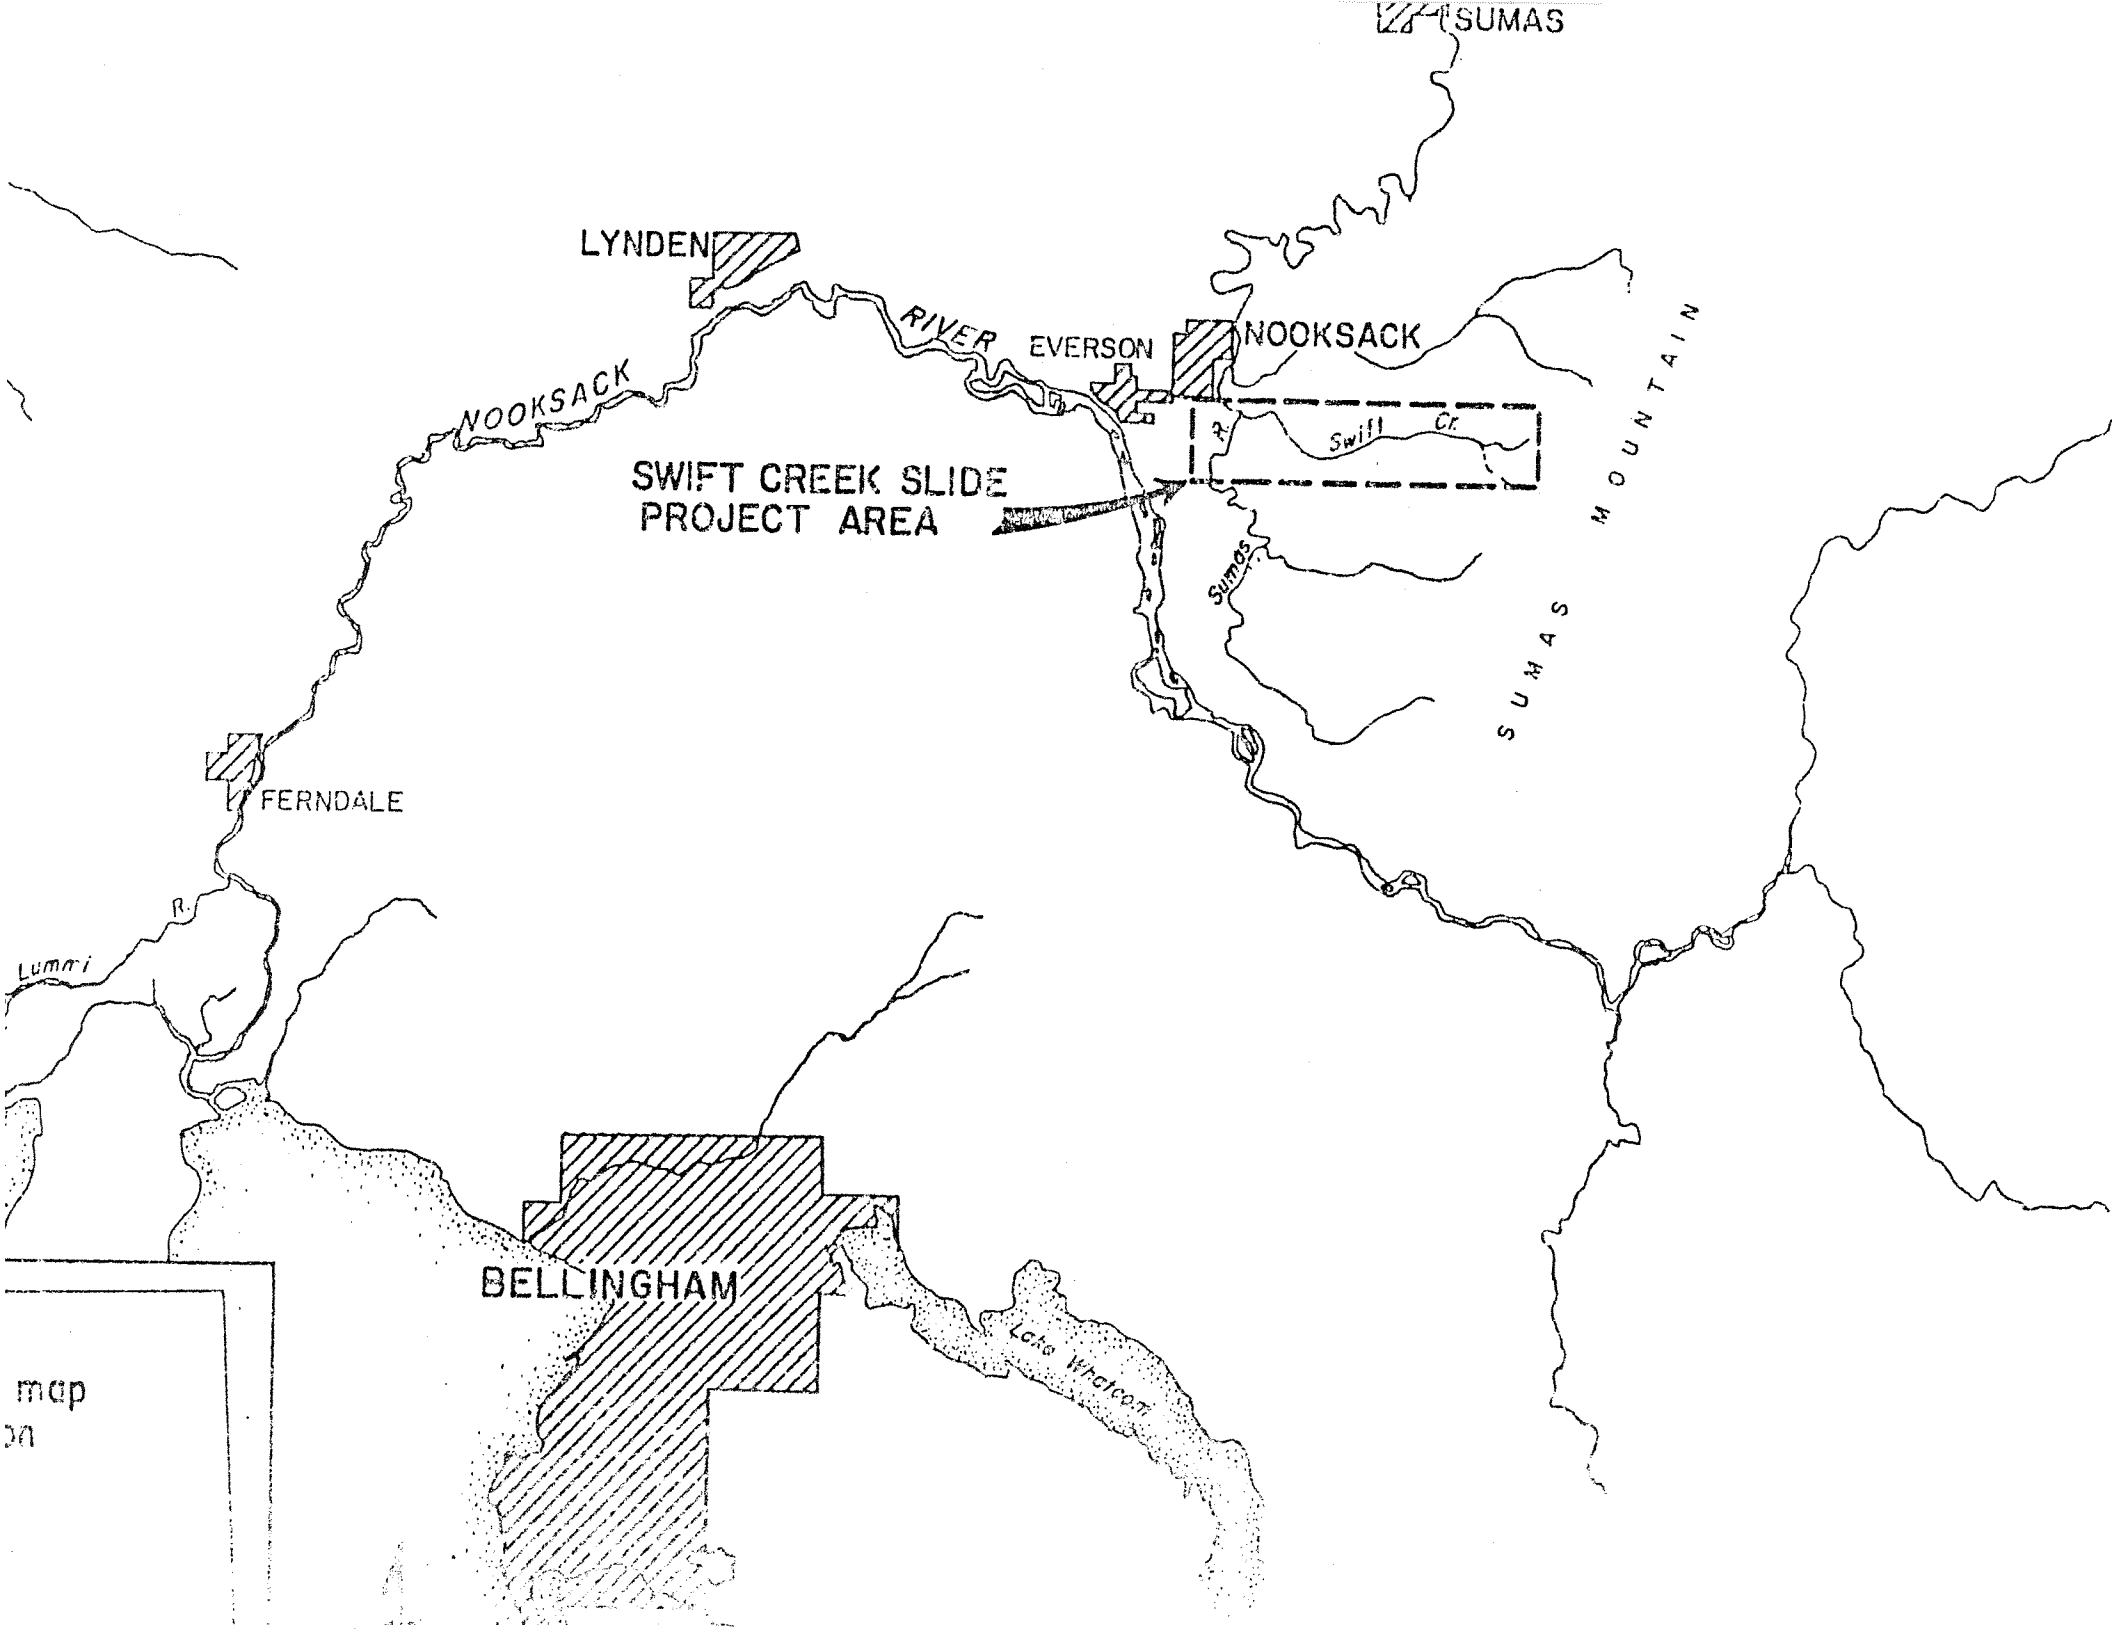 SUMAS
LYNDEN
RIVER
EVERSON
NOOKSACK
NOOKSACK
R.
Swift Cr.
SWIFT CREEK SLIDE
PROJECT AREA
Sumas
SUMAS MOUNTAIN
FERNDALE
R.
Lummi
BELLINGHAM
Lake Whatcom
map